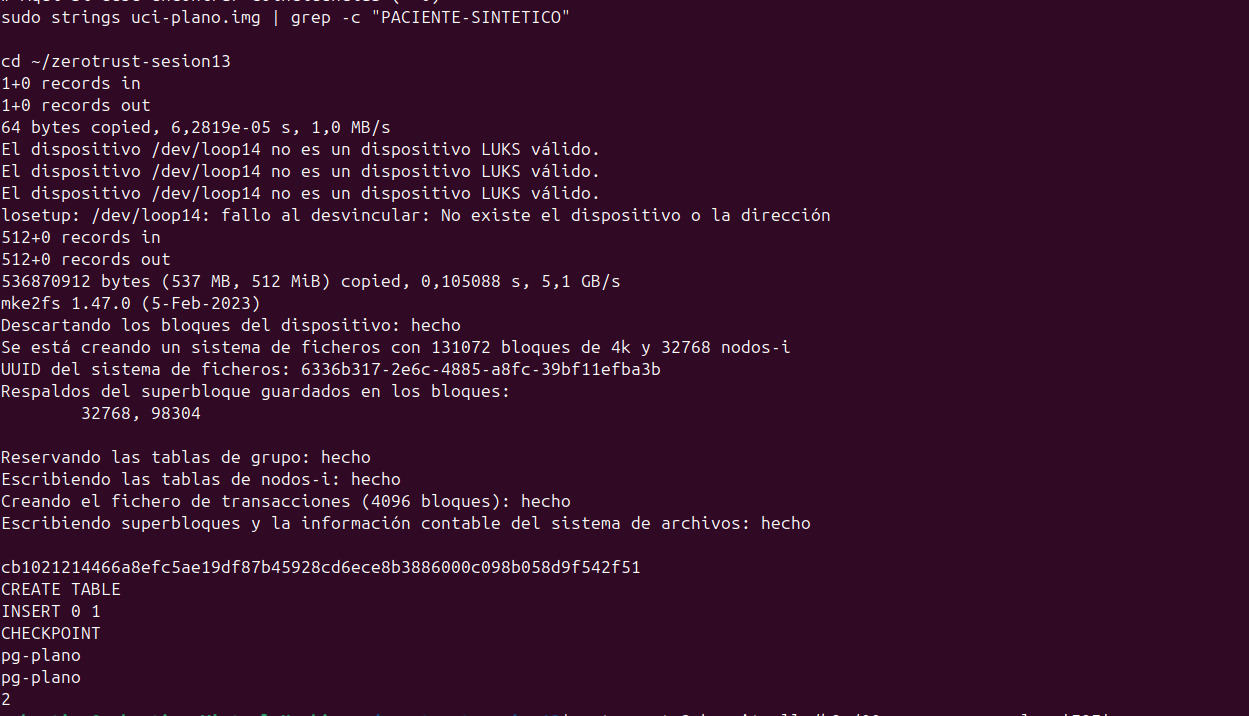 sudo strings uci-plano.img | grep -c "PACIENTE-SINTETICO"
cd ~/zerotrust-sesion13
1+0 records in
1+0 records out
64 bytes copied, 6,2819e-05 s, 1,0 MB/s
El dispositivo /dev/loop14 no es un dispositivo LUKS válido.
El dispositivo /dev/loop14 no es un dispositivo LUKS válido.
El dispositivo /dev/loop14 no es un dispositivo LUKS válido.
losetup: /dev/loop14: fallo al desvincular: No existe el dispositivo o la dirección
512+0 records in
512+0 records out
536870912 bytes (537 MB, 512 MiB) copied, 0,105088 s, 5,1 GB/s
mke2fs 1.47.0 (5-Feb-2023)
Descartando los bloques del dispositivo: hecho
Se está creando un sistema de ficheros con 131072 bloques de 4k y 32768 nodos-i
UUID del sistema de ficheros: 6336b317-2e6c-4885-a8fc-39bf11efba3b
Respaldos del superbloque guardados en los bloques:
32768, 98304
Reservando las tablas de grupo: hecho
Escribiendo las tablas de nodos-i: hecho
Creando el fichero de transacciones (4096 bloques): hecho
Escribiendo superbloques y la información contable del sistema de archivos: hecho
cb1021214466a8efc5ae19df87b45928cd6ece8b3886000c098b058d9f542f51
CREATE TABLE
INSERT 0 1
CHECKPOINT
pg-plano
pg-plano
2